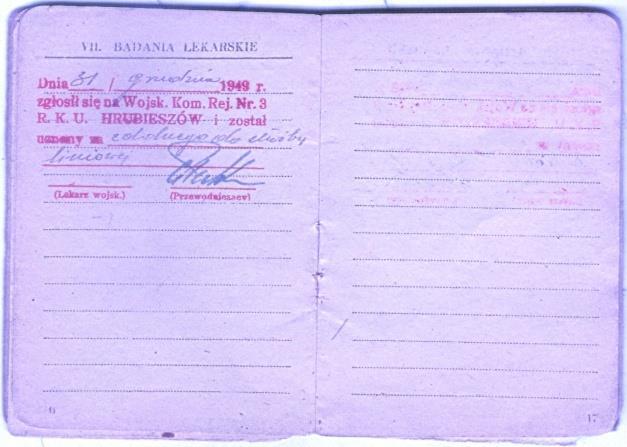 VII. BADANIA LEKARSKIE
Dnia 31 / grudnia 1949 r.
zgłosił się na Wojsk. Kom. Rej. Nr. 3
R. K. U. HRUBIESZÓW i został
uznany za zdolnego do służby
liniowej
(Lekarz wojsk.) (Przewodniczący)
6
17